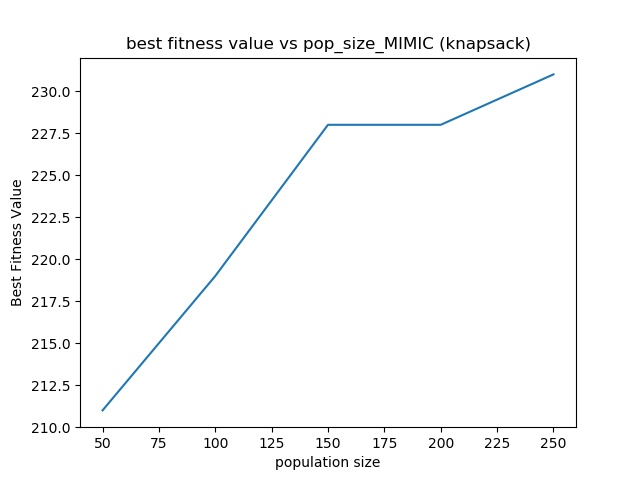 best fitness value vs pop_size_MIMIC (knapsack)
Best Fitness Value
230.0
227.5
225.0
222.5
220.0
217.5
215.0
212.5
210.0
50 75 100 125 150 175 200 225 250
population size